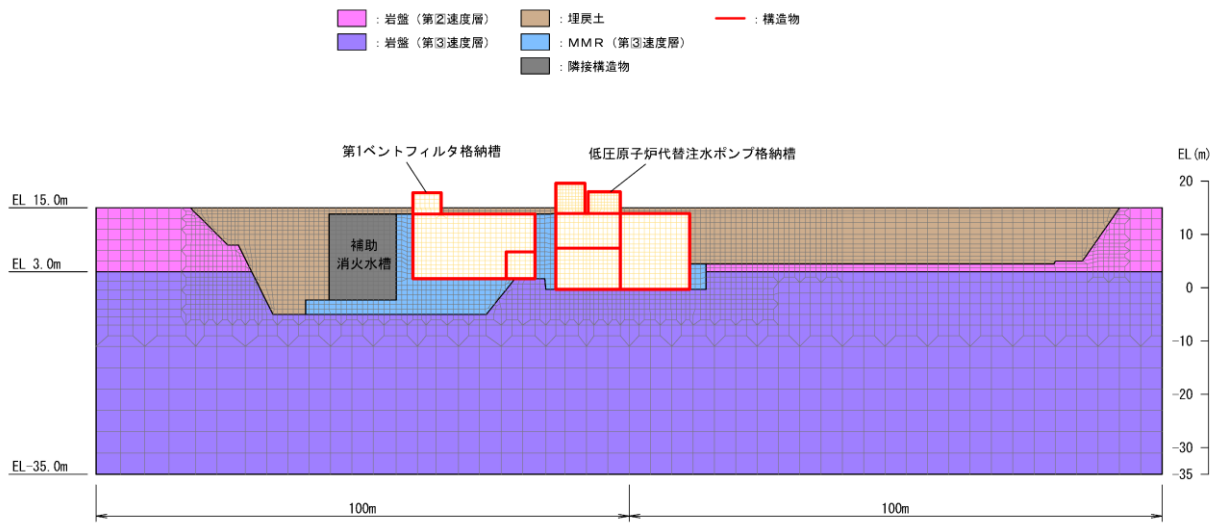 ：岩盤（第②速度層）
：埋戻土
：構造物
：岩盤（第③速度層）
：ＭＭＲ（第③速度層）
：隣接構造物
第1ベントフィルタ格納槽
低圧原子炉代替注水ポンプ格納槽
EL(m)
EL 15.0m
EL 3.0m
EL-35.0m
補助
消火水槽
20
10
0
-10
-20
-30
-35
100m
100m